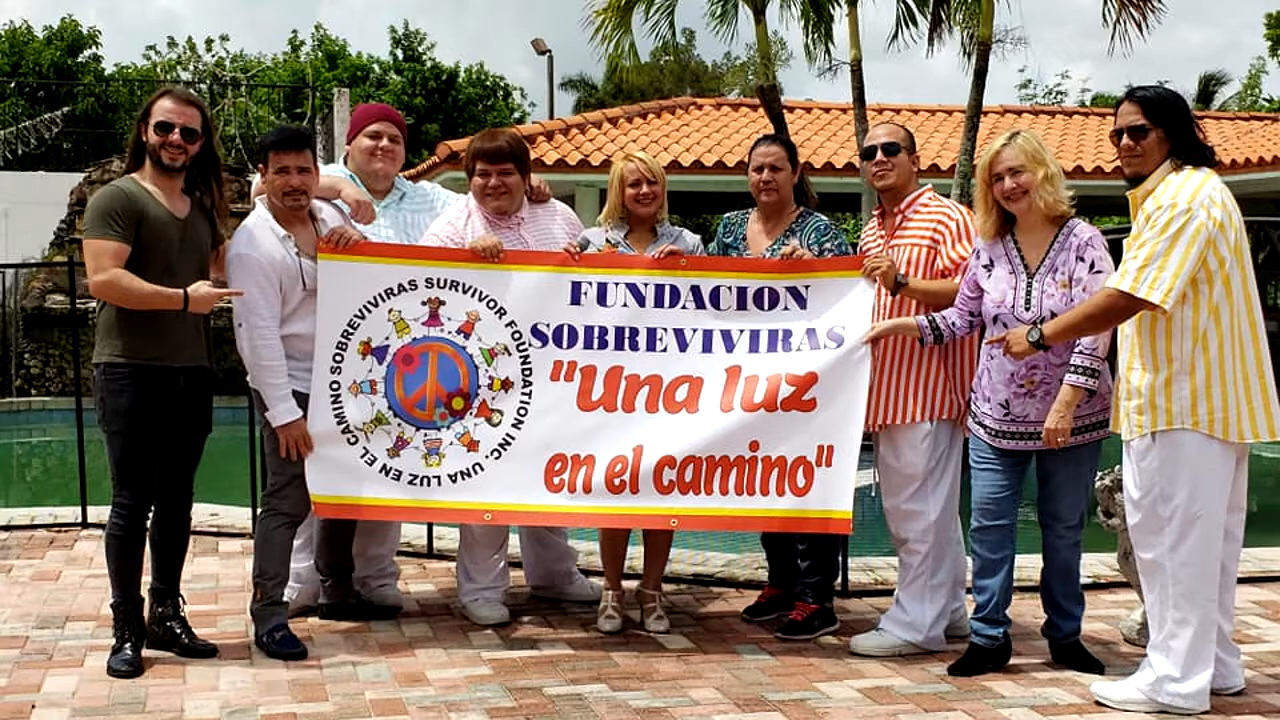 SOBREVIVIRAS SURVIVOR FOUNDATION INC. UNA LUZ EN EL CAMINO
FUNDACION
SOBREVIVIRAS
"Una luz
en el camino"